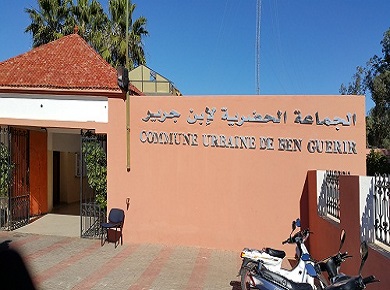 الجماعة الحضرية لإبن جرير
COMMUNE URBAINE DE BEN GUERIR